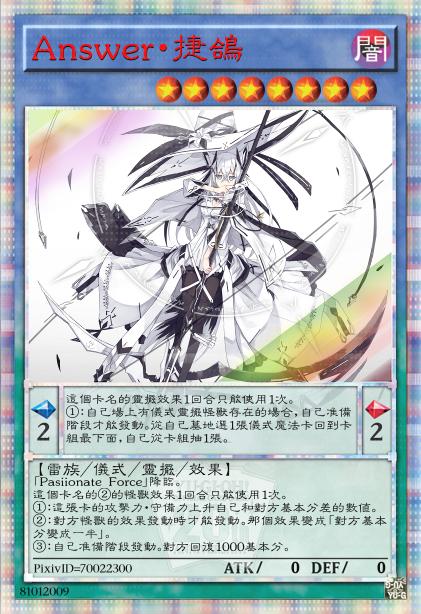 Answer・捷鴿
闇
這個卡名的靈擺效果1回合只能使用1次。
①：自己場上有儀式靈擺怪獸存在的場合，自己準備
階段才能發動。從自己墓地選1張儀式魔法卡回到卡
組最下面，自己從卡組抽1張。
2
2
【雷族／儀式／靈擺／效果】
「Pasiionate Force」降臨。
這個卡名的②的怪獸效果1回合只能使用1次。
①：這張卡的攻擊力・守備力上升自己和對方基本分差的數值。
②：對方怪獸的效果發動時才能發動。那個效果變成「對方基本
分變成一半」。
③：自己準備階段發動。對方回復1000基本分。
PixivID=70022300
ATK/ 0 DEF/ 0
81012009